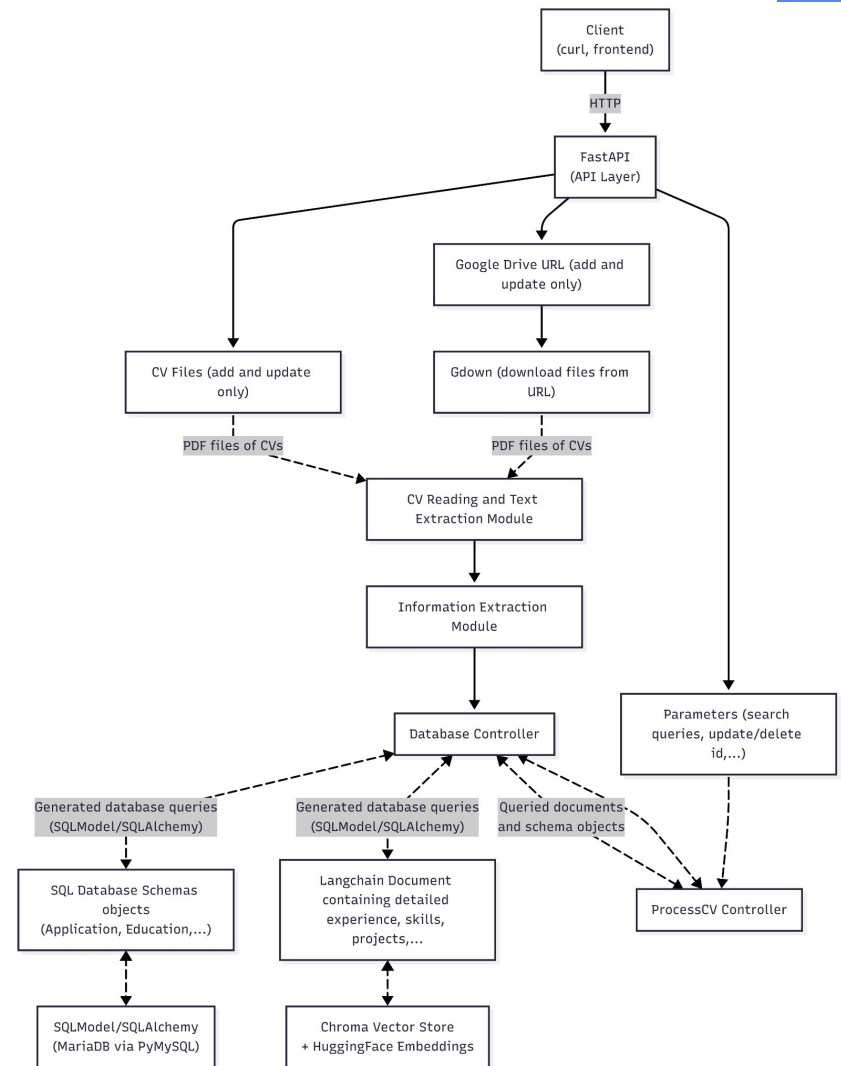 Client
(curl, frontend)
HTTP
FastAPI
(API Layer)
Google Drive URL (add and
update only)
CV Files (add and update
only)
Gdown (download files from
URL)
PDF files of CVs
PDF files of CVs
CV Reading and Text
Extraction Module
Information Extraction
Module
Parameters (search
queries, update/delete
id,...)
Database Controller
Generated database queries
(SQLModel/SQLAlchemy)
Generated database queries
(SQLModel/SQLAlchemy)
Queried documents
and schema objects
SQL Database Schemas
objects
(Application, Education,...)
Langchain Document
containing detailed
experience, skills,
projects,...
ProcessCV Controller
SQLModel/SQLAlchemy
(MariaDB via PyMySQL)
Chroma Vector Store
+ HuggingFace Embeddings